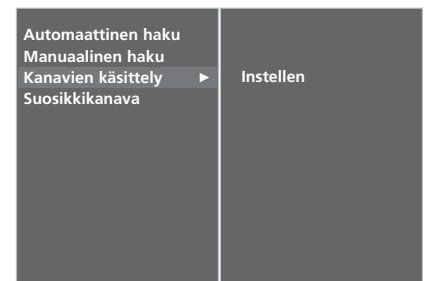 Automaattinen haku
Manuaalinen haku
Kanavien käsittely ►
Suosikkikanava
Instellen